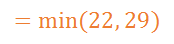 = min(22, 29)